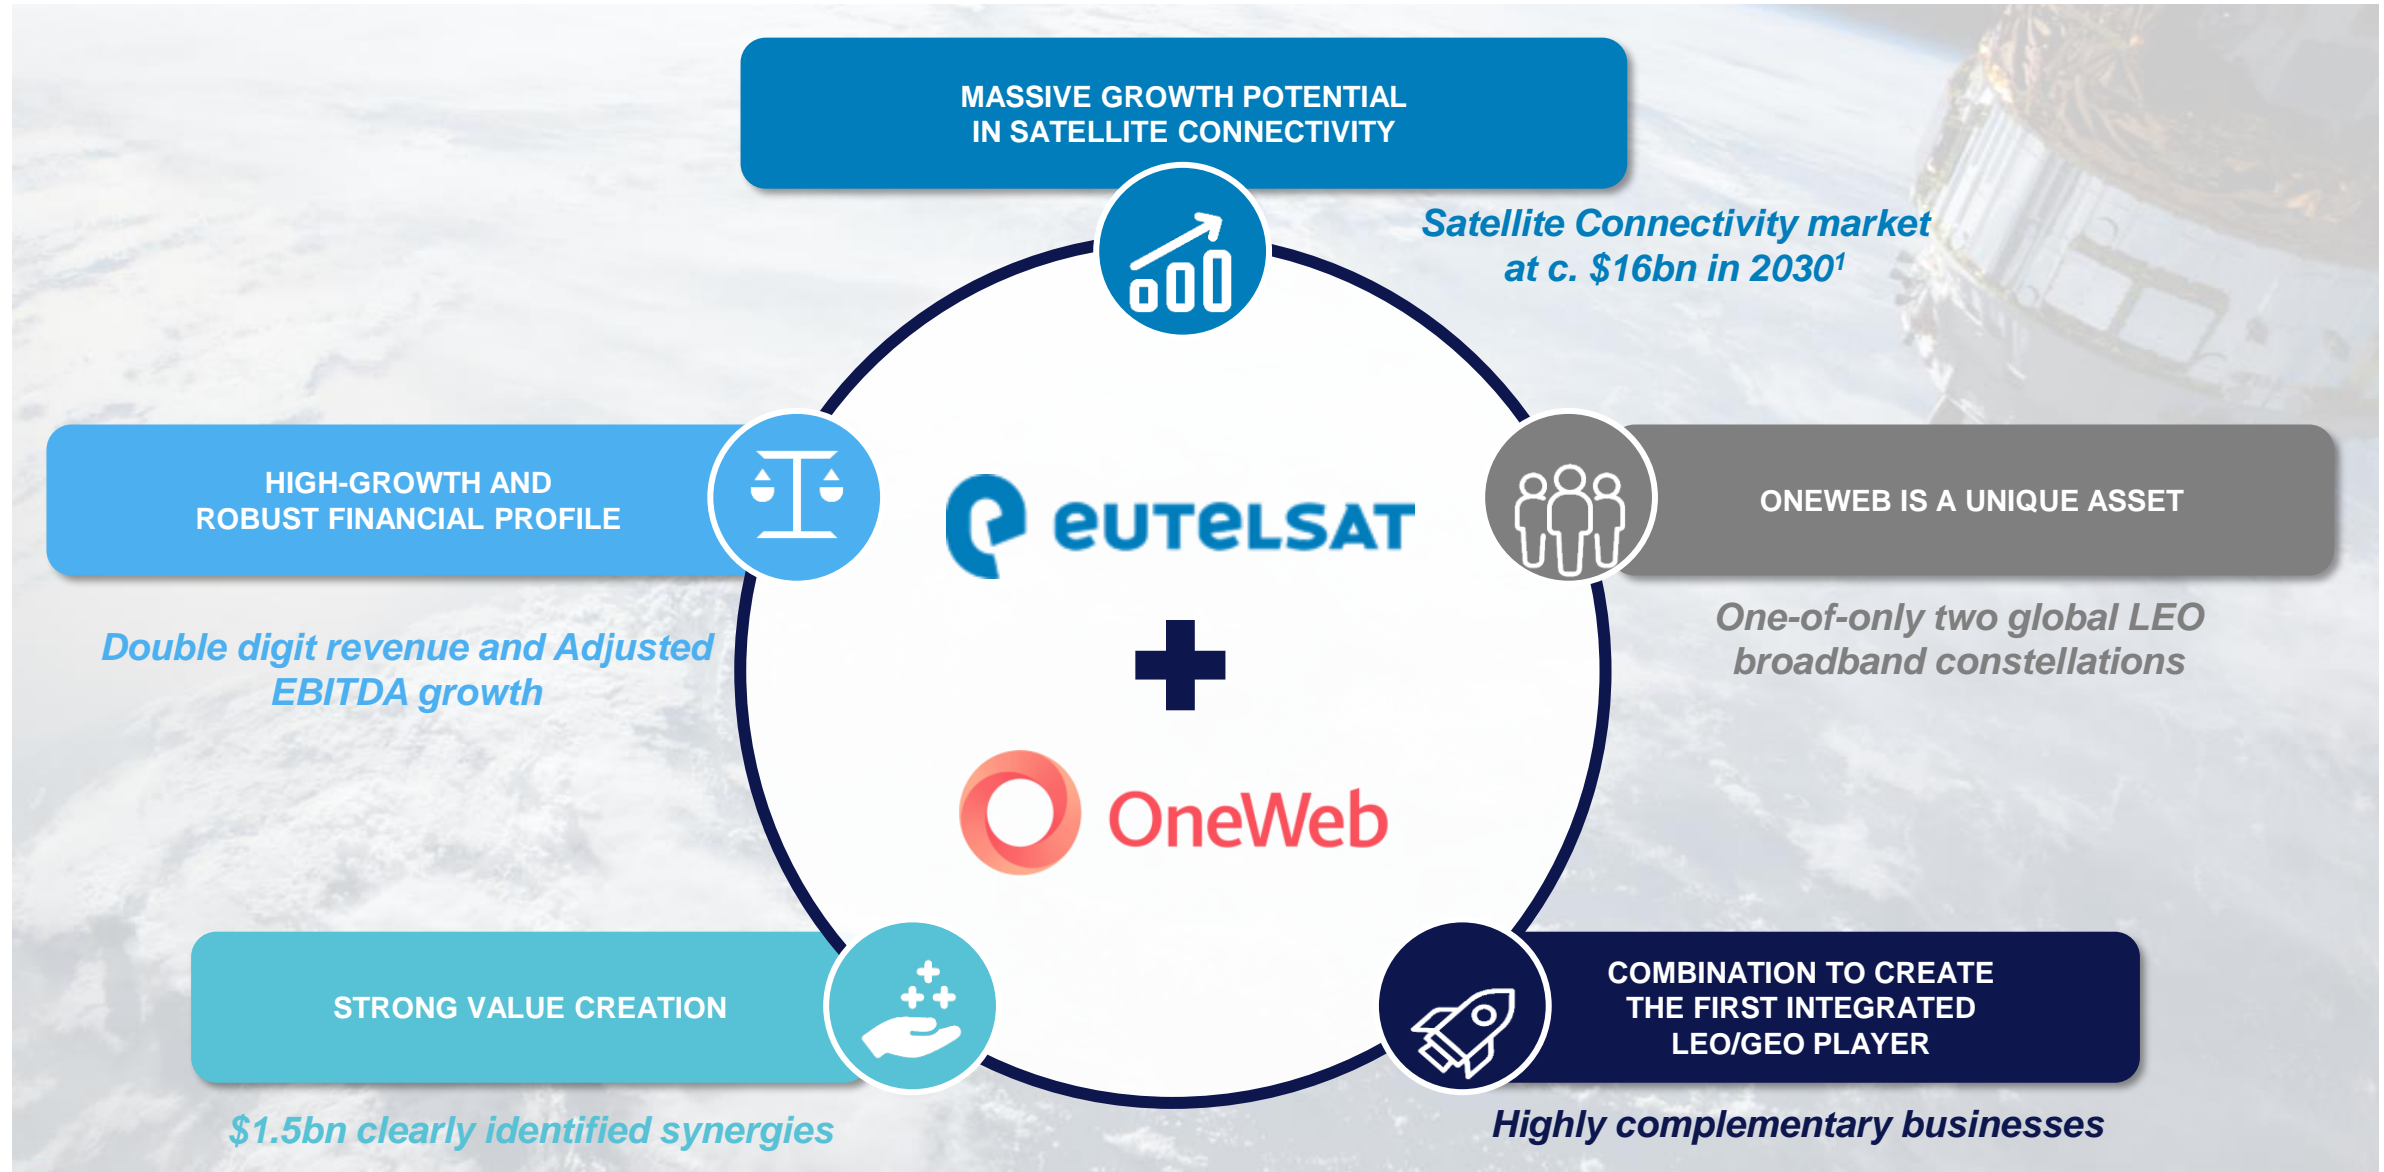 MASSIVE GROWTH POTENTIAL
IN SATELLITE CONNECTIVITY
Satellite Connectivity market
at c. $16bn in 2030¹
HIGH-GROWTH AND
ROBUST FINANCIAL PROFILE
Double digit revenue and Adjusted
EBITDA growth
eutelsat
OneWeb
ONEWEB IS A UNIQUE ASSET
One-of-only two global LEO
broadband constellations
STRONG VALUE CREATION
$1.5bn clearly identified synergies
COMBINATION TO CREATE
THE FIRST INTEGRATED
LEO/GEO PLAYER
Highly complementary businesses